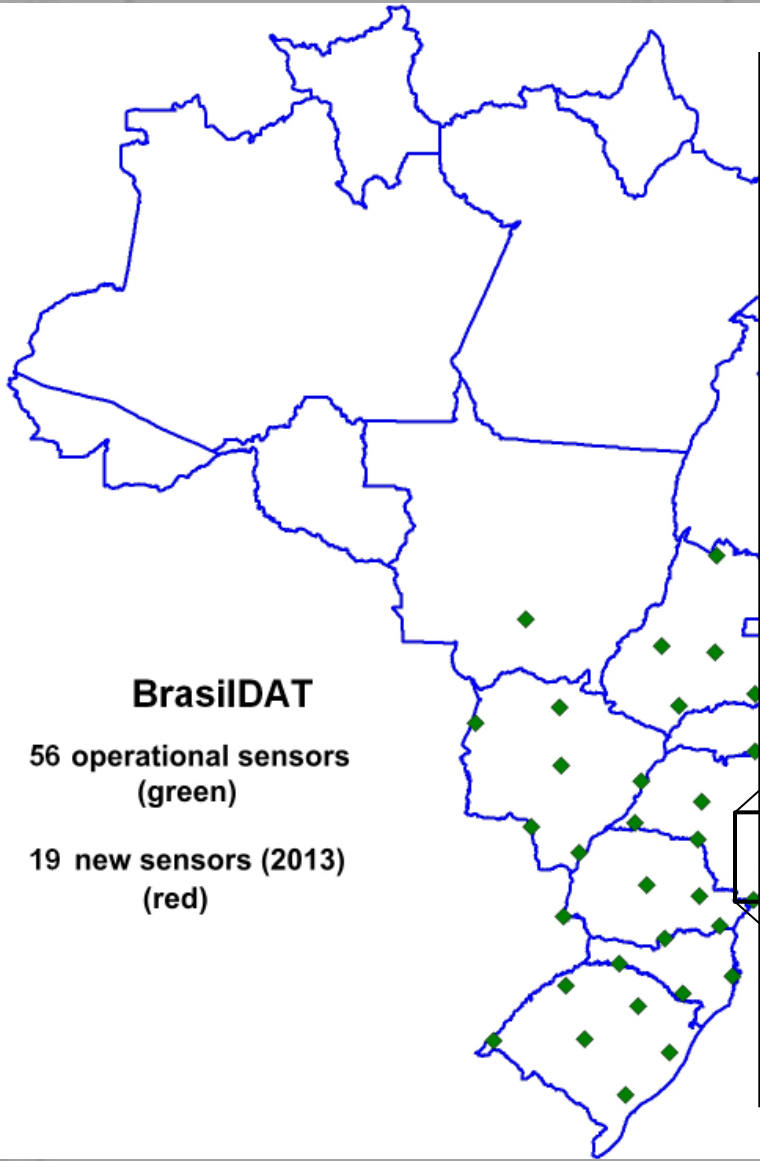 BrasilDAT
56 operational sensors
(green)
19 new sensors (2013)
(red)